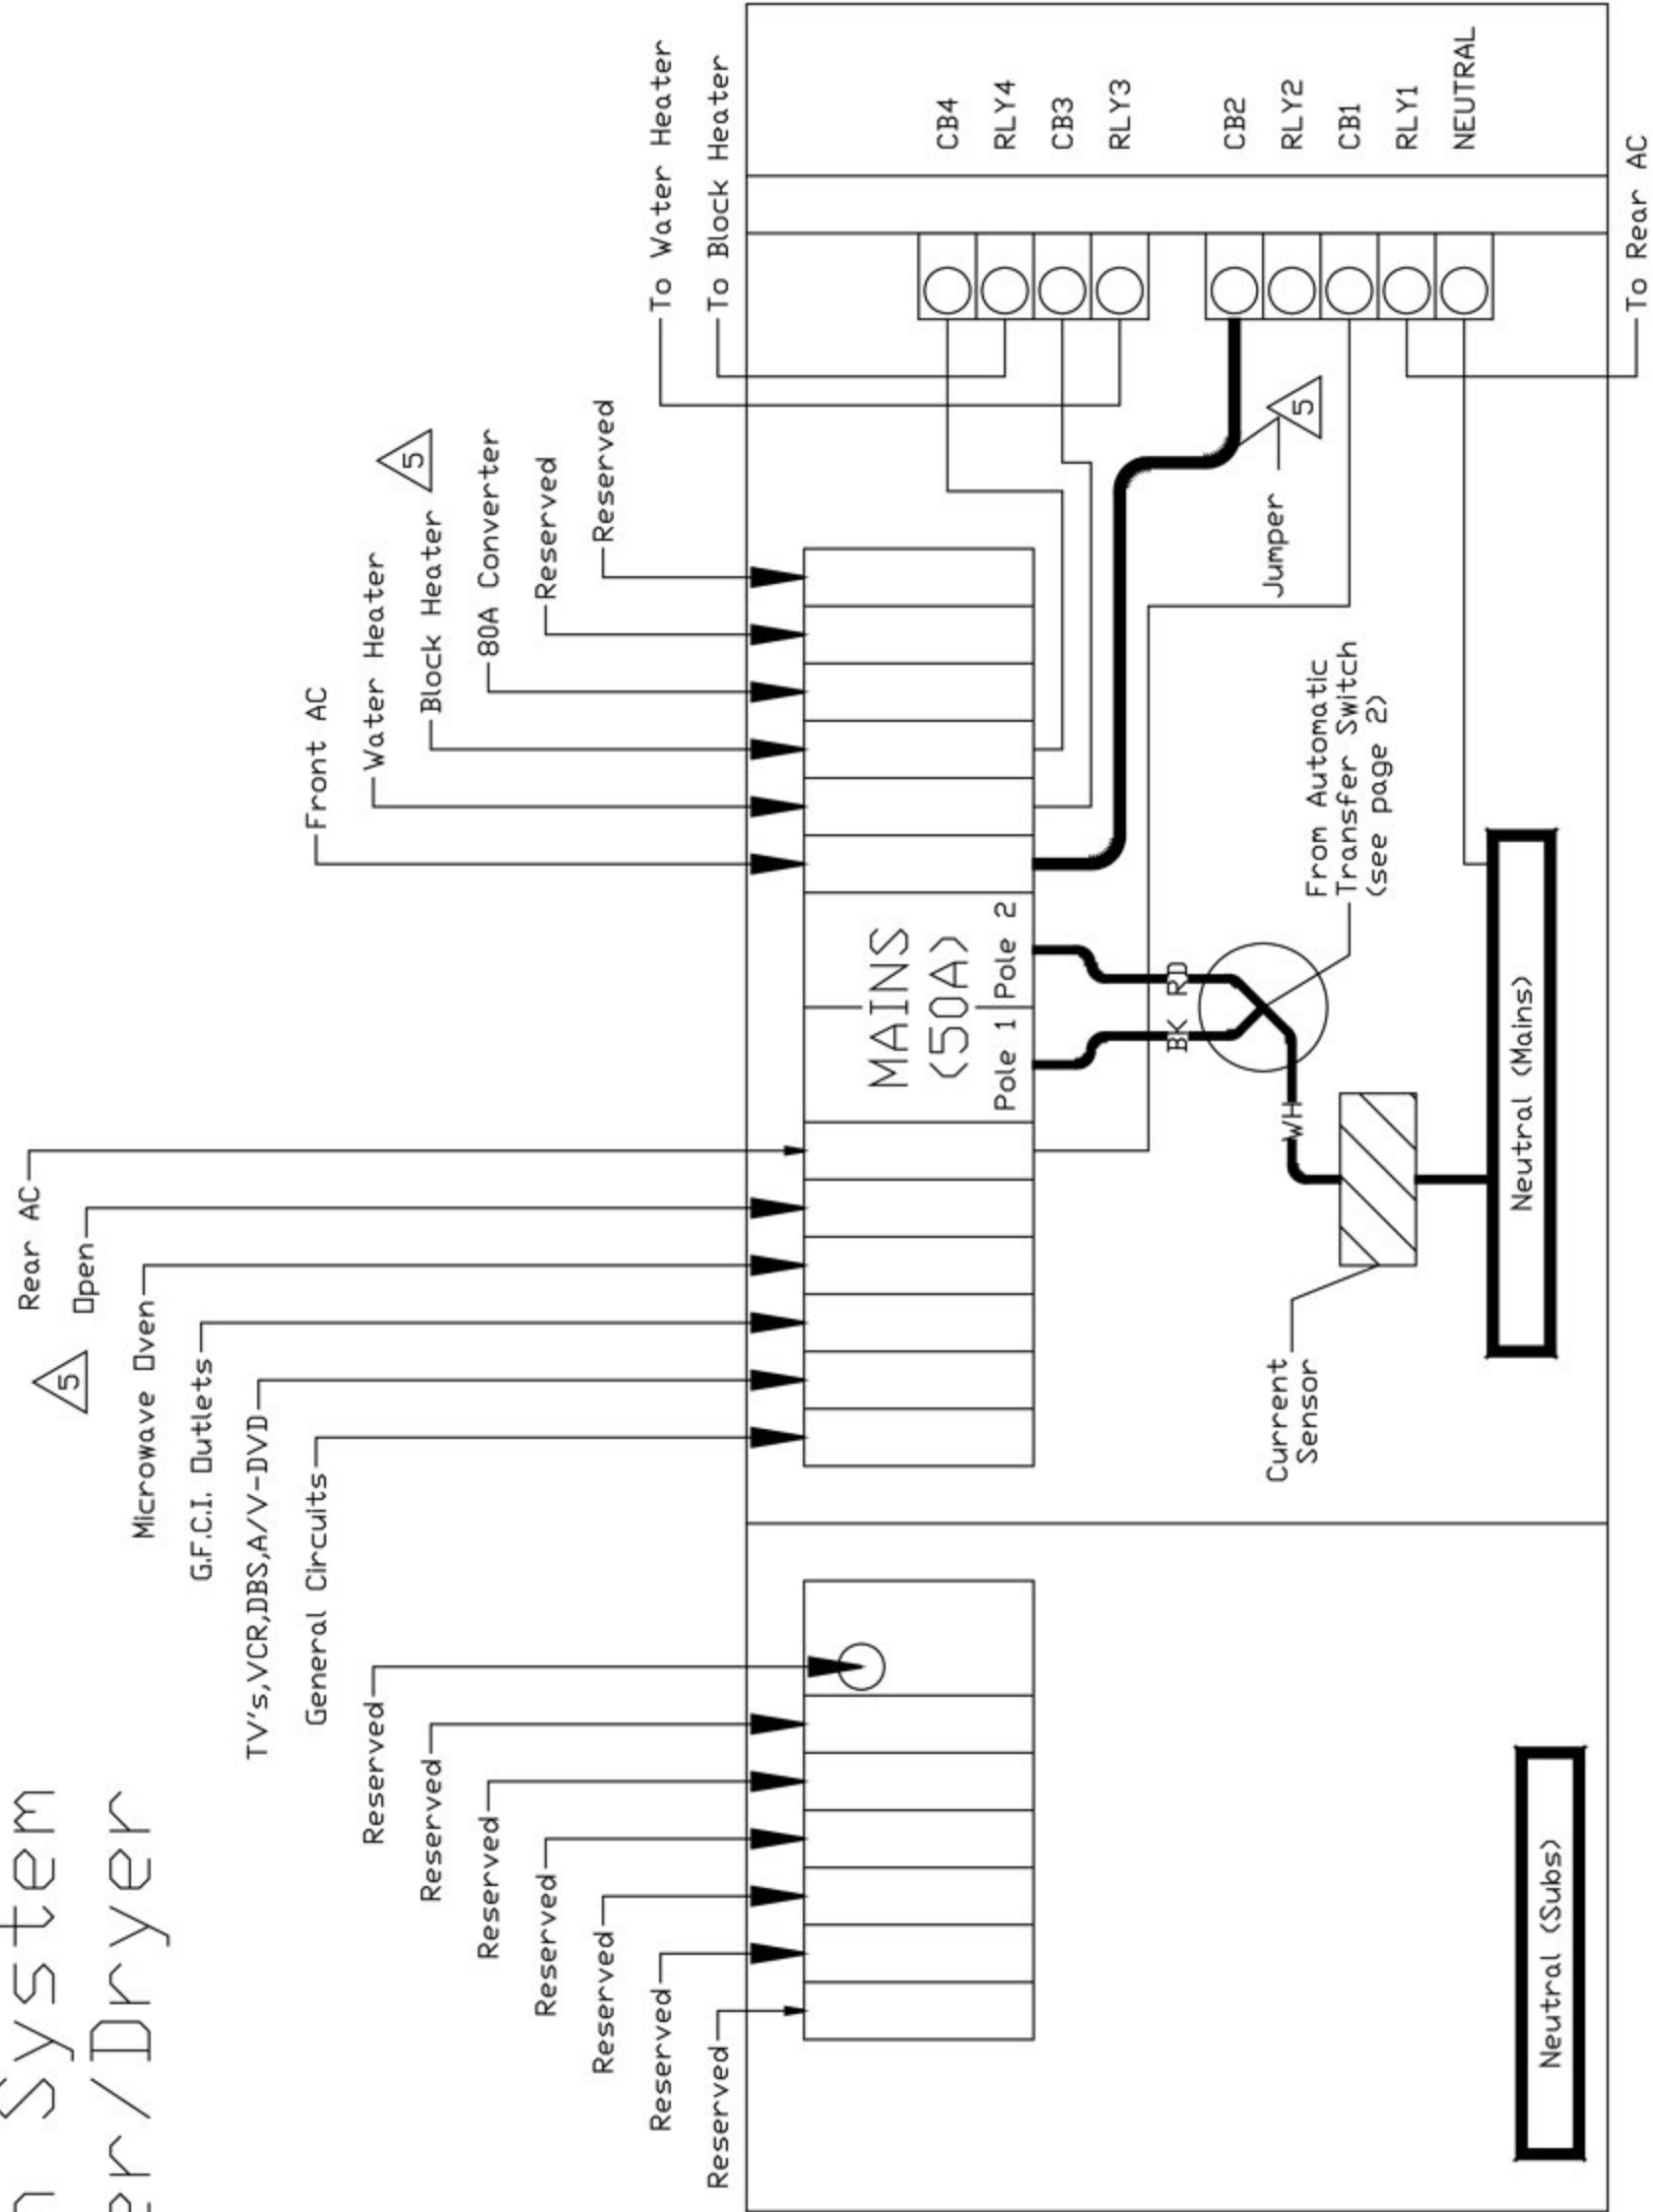 n System
er/Dryer
Rear AC
Open
5
Microwave Oven
G.F.C.I. Outlets
TV's,VCR,DBS,A/V-DVD
General Circuits
Reserved
Reserved
Reserved
Reserved
Reserved
Reserved
Reserved
Front AC
Water Heater
Block Heater
5
80A Converter
Reserved
Reserved
To Water Heater
To Block Heater
MAINS
(50A)
Pole 1
Pole 2
BK
RD
WH
CB4
RLY4
CB3
RLY3
CB2
RLY2
CB1
RLY1
NEUTRAL
Jumper
5
From Automatic
Transfer Switch
(see page 2)
Current
Sensor
Neutral (Mains)
Neutral (Subs)
To Rear AC